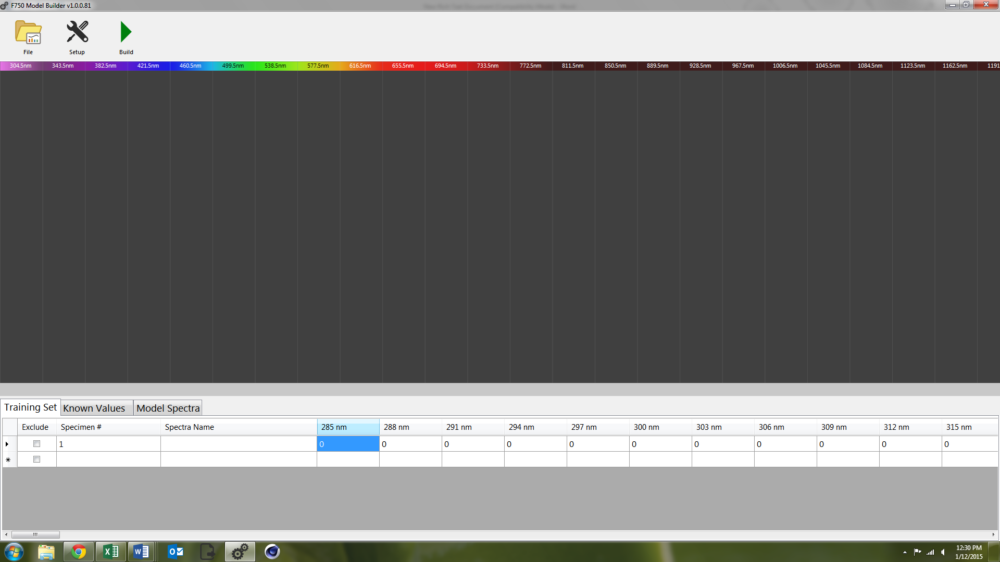 F750 Model Builder v1.0.0.81
File Setup Build
304.5nm 343.5nm 382.5nm 421.5nm 460.5nm 499.5nm 538.5nm 577.5nm 616.5nm 655.5nm 694.5nm 733.5nm 772.5nm 811.5nm 850.5nm 889.5nm 928.5nm 967.5nm 1006.5nm 1045.5nm 1084.5nm 1123.5nm 1162.5nm 1191
Training Set Known Values Model Spectra
Exclude Specimen # Spectra Name 285 nm 288 nm 291 nm 294 nm 297 nm 300 nm 303 nm 306 nm 309 nm 312 nm 315 nm
1 0 0 0 0 0 0 0 0 0 0 0
12:30 PM
1/12/2015